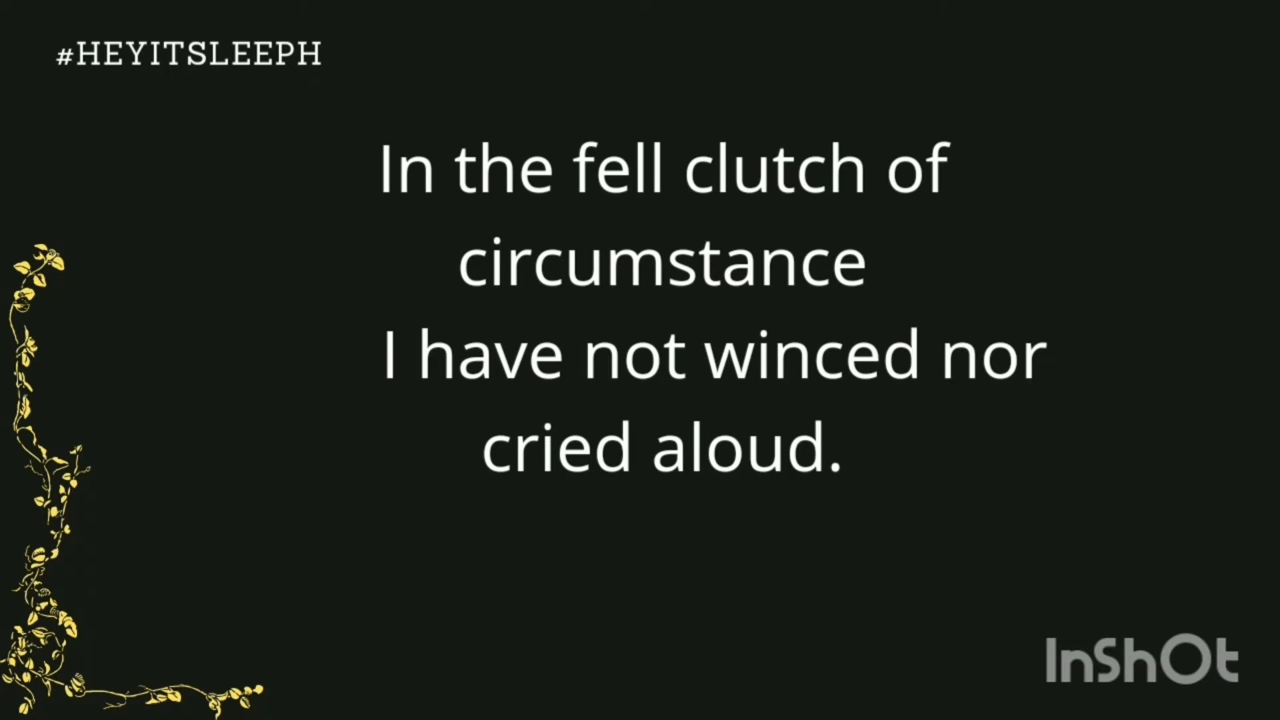 #HEYITSLEEPH
In the fell clutch of
circumstance
I have not winced nor
cried aloud.
InShOt